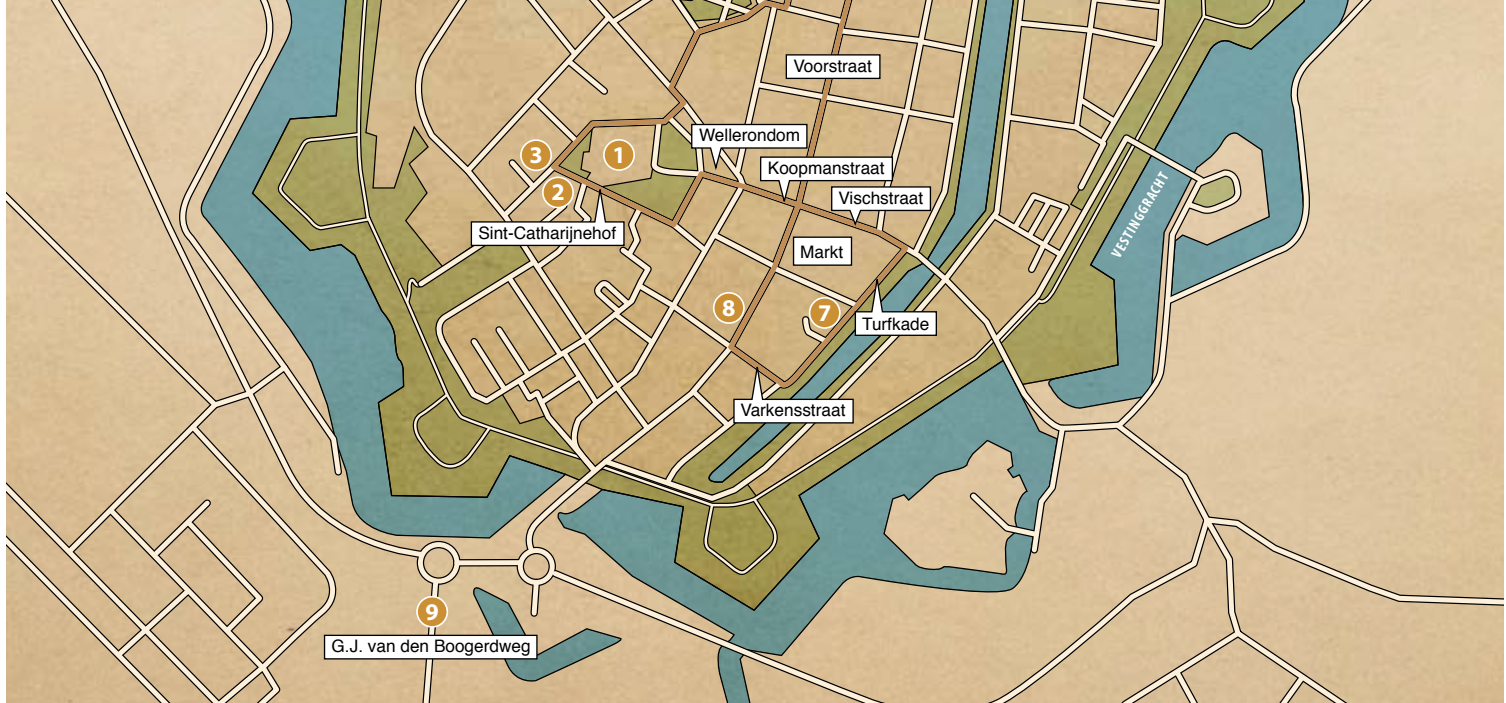 Voorstraat
Wellerondom
3
1
Koopmanstraat
2
Vischstraat
Sint-Catharijnehof
VESTINGGRACHT
Markt
8
7
Turfkade
Varkensstraat
9
G.J. van den Boogerdweg